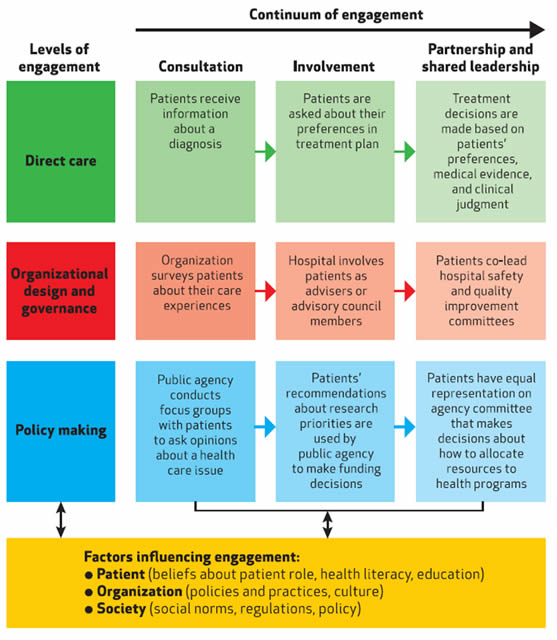 Continuum of engagement
Levels of
engagement
Consultation
Involvement
Partnership and
shared leadership
Direct care
Patients receive
information
about a
diagnosis
Patients are
asked about their
preferences in
treatment plan
Treatment
decisions are
made based on
patients'
preferences,
medical evidence,
and clinical
judgment
Organizational
design and
governance
Organization
surveys patients
about their care
experiences
Hospital involves
patients as
advisers or
advisory council
members
Patients co-lead
hospital safety
and quality
improvement
committees
Policy making
Public agency
conducts
focus groups
with patients
to ask opinions
about a health
care issue
Patients'
recommendations
about research
priorities are
used by
public agency
to make funding
decisions
Patients have equal
representation on
agency committee
that makes
decisions about
how to allocate
resources to
health programs
Factors influencing engagement:
● Patient (beliefs about patient role, health literacy, education)
● Organization (policies and practices, culture)
● Society (social norms, regulations, policy)